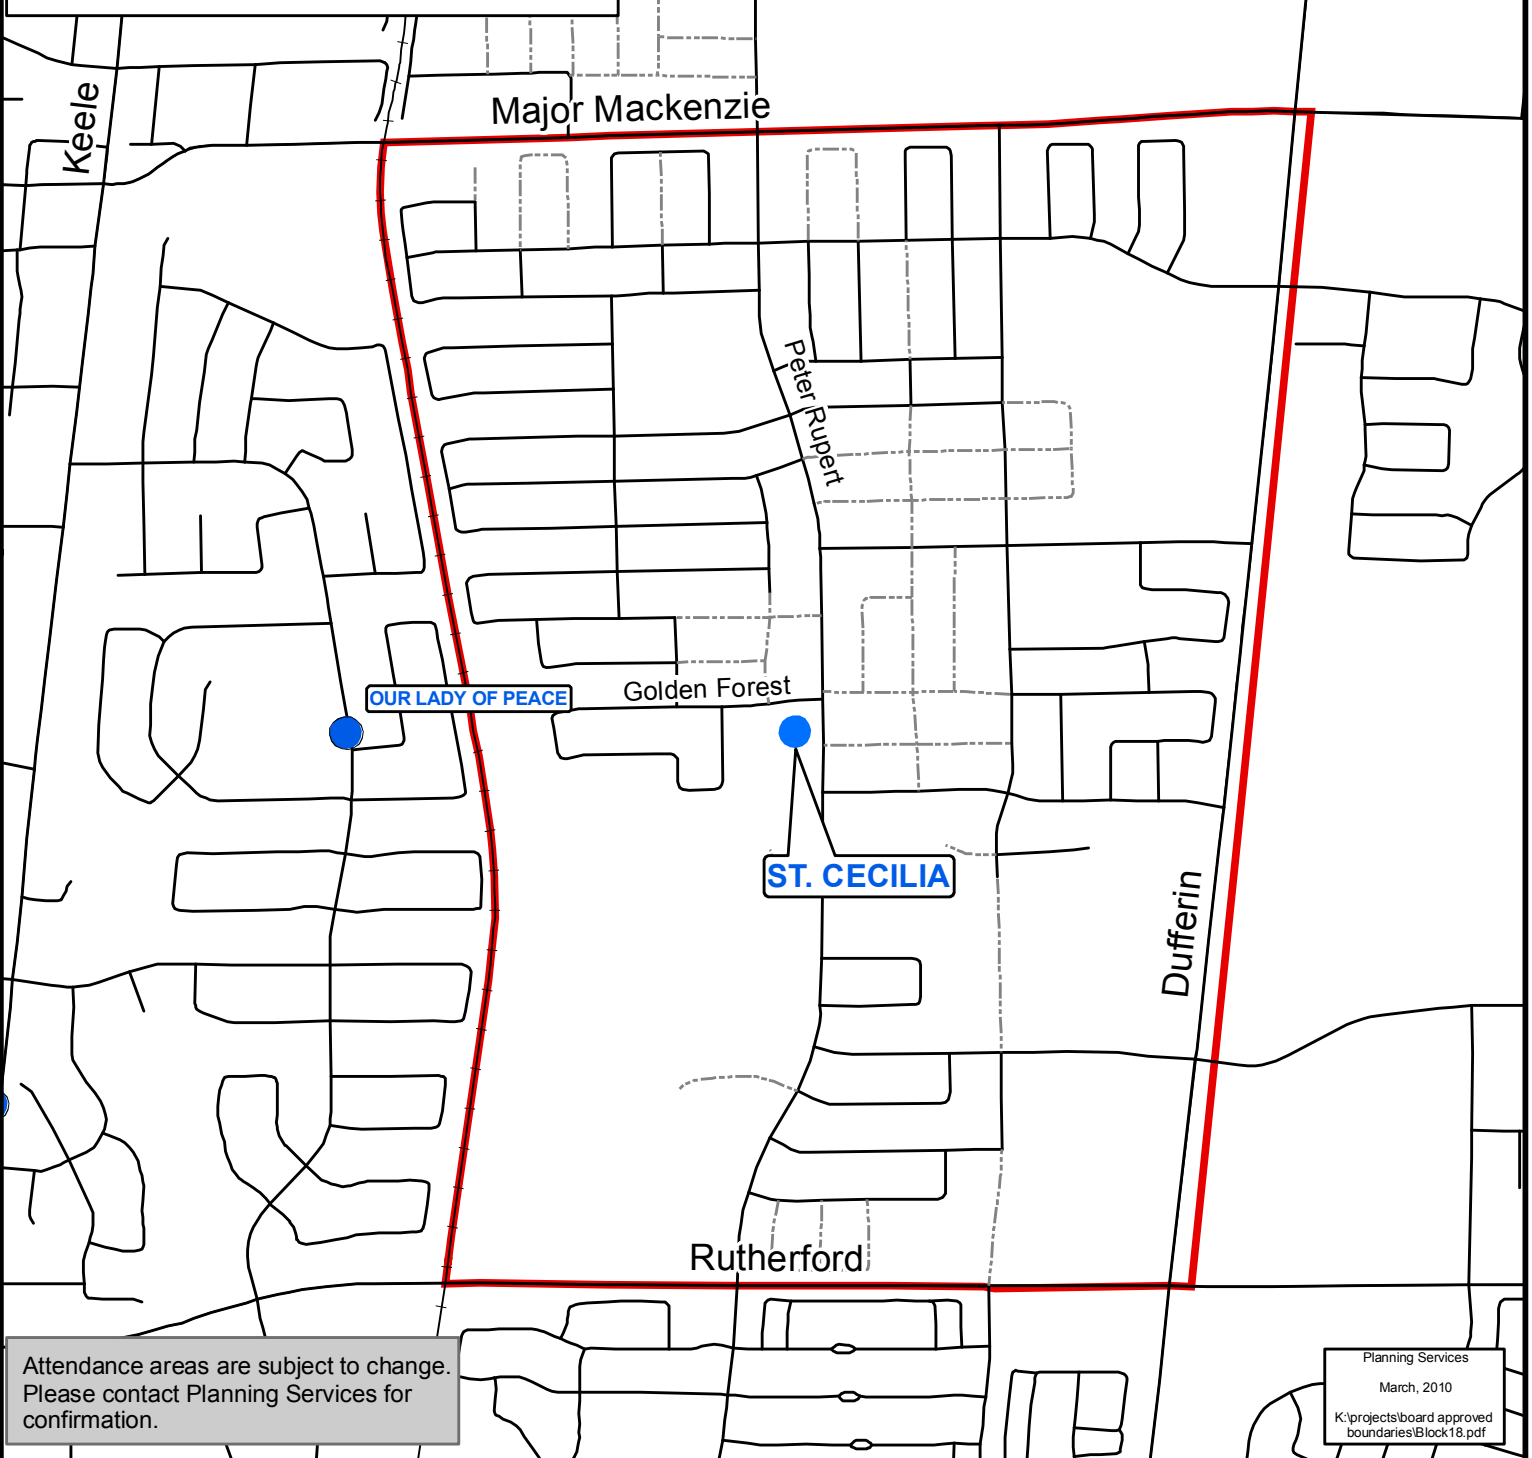 Keele
Major Mackenzie
Peter Rupert
OUR LADY OF PEACE
Golden Forest
ST. CECILIA
Dufferin
Rutherford
Attendance areas are subject to change.
Please contact Planning Services for
confirmation.
Planning Services
March, 2010
K:\projects\board approved
boundaries\Block18.pdf